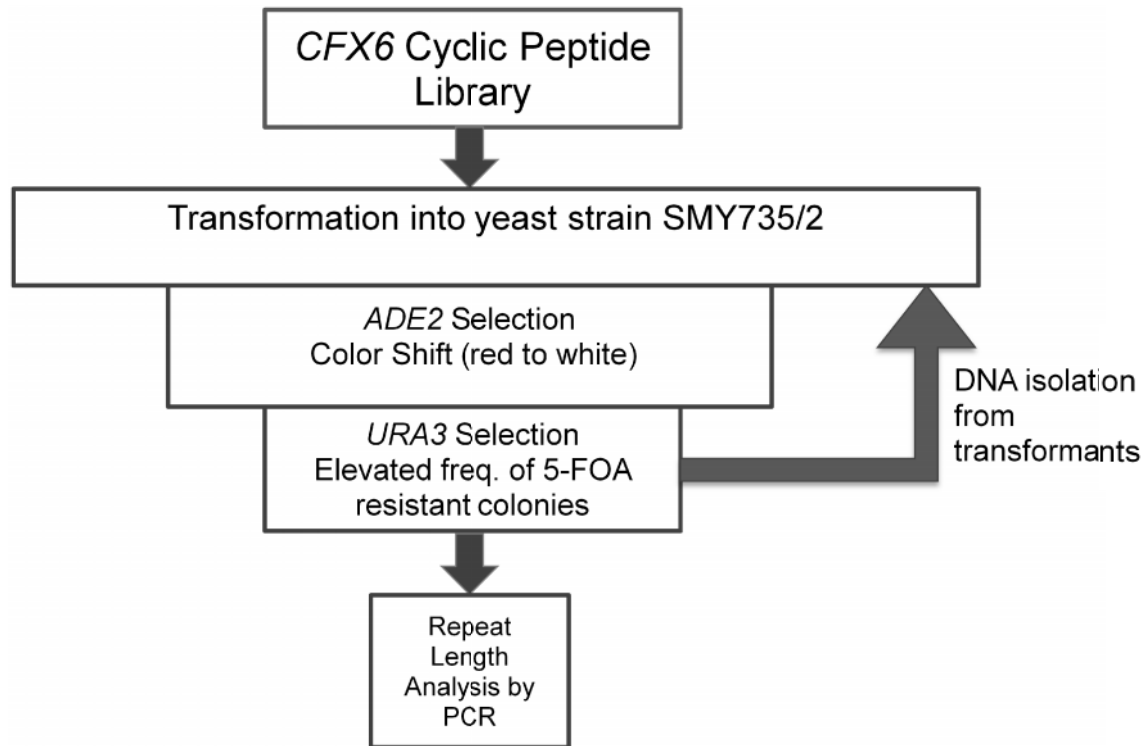 CFX6 Cyclic Peptide
Library
Transformation into yeast strain SMY735/2
ADE2 Selection
Color Shift (red to white)
URA3 Selection
Elevated freq. of 5-FOA
resistant colonies
DNA isolation
from
transformants
Repeat
Length
Analysis by
PCR